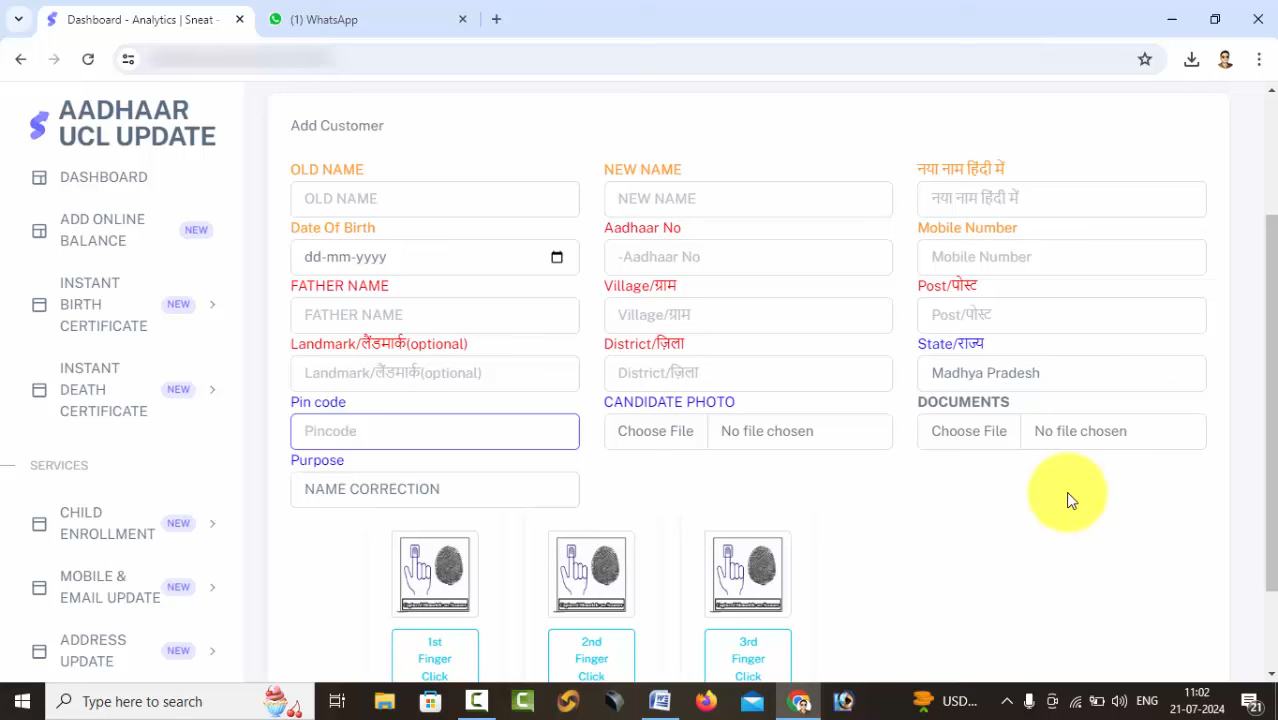 Dashboard - Analytics | Sneat -
(1) WhatsApp
AADHAAR
UCL UPDATE
DASHBOARD
ADD ONLINE
BALANCE
NEW
INSTANT
BIRTH
CERTIFICATE
NEW
INSTANT
DEATH
CERTIFICATE
NEW
SERVICES
CHILD
ENROLLMENT
NEW
MOBILE &
EMAIL UPDATE
NEW
ADDRESS
UPDATE
NEW
Add Customer
OLD NAME
NEW NAME
नया नाम हिंदी में
OLD NAME
NEW NAME
नया नाम हिंदी में
Date Of Birth
Aadhaar No
Mobile Number
dd-mm-yyyy
-Aadhaar No
Mobile Number
FATHER NAME
Village/ग्राम
Post/पोस्ट
FATHER NAME
Village/ग्राम
Post/पोस्ट
Landmark/लैंडमार्क(optional)
District/ज़िला
State/राज्य
Landmark/लैंडमार्क(optional)
District/ज़िला
Madhya Pradesh
Pin code
CANDIDATE PHOTO
DOCUMENTS
Pincode
Choose File No file chosen
Choose File No file chosen
Purpose
NAME CORRECTION
1st
Finger
Click
2nd
Finger
Click
3rd
Finger
Click
Type here to search
USD...
ENG
11:02
21-07-2024
21